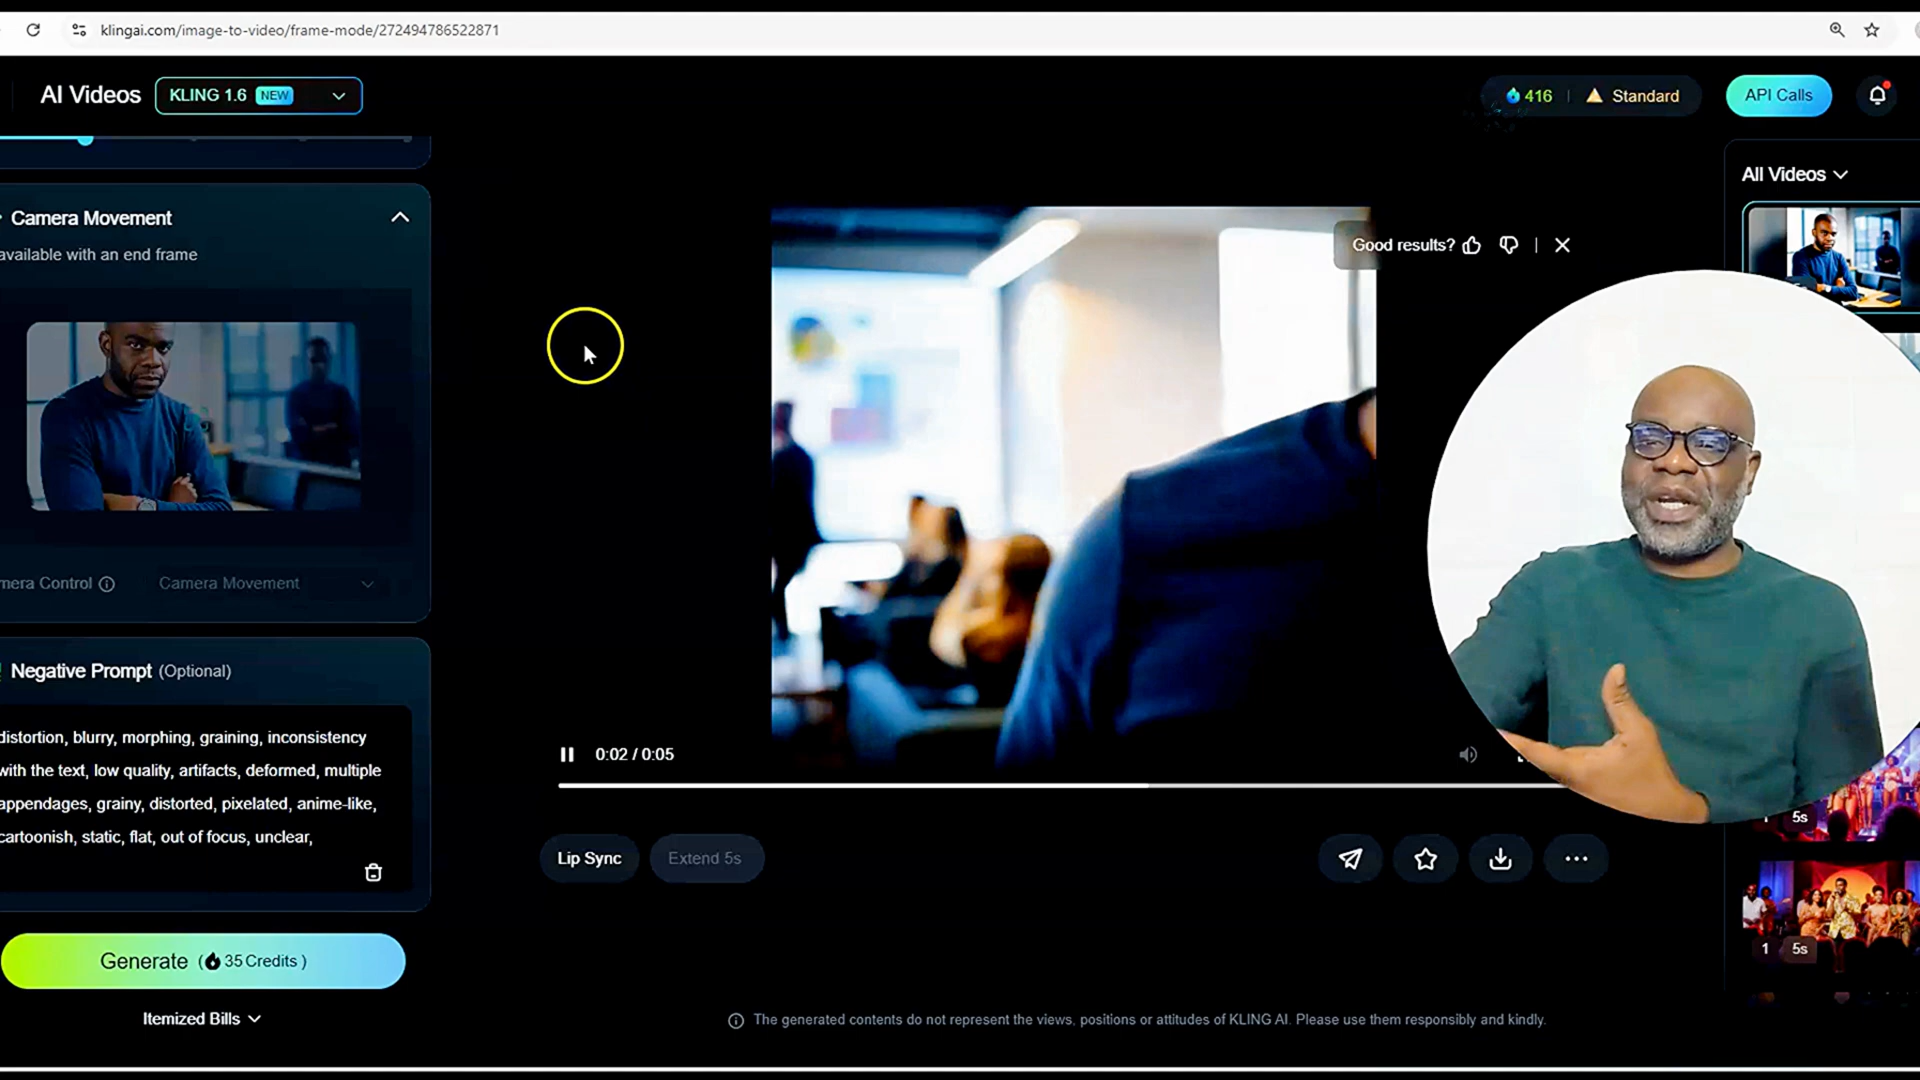 klingai.com/image-to-video/frame-mode/272494786522871
AI Videos
KLING 1.6 NEW
416
Standard
API Calls
All Videos
Camera Movement
available with an end frame
Good results?
mera Control
Camera Movement
Negative Prompt (Optional)
distortion, blurry, morphing, graining, inconsistency
with the text, low quality, artifacts, deformed, multiple
appendages, grainy, distorted, pixelated, anime-like,
cartoonish, static, flat, out of focus, unclear,
0:02 / 0:05
Lip Sync
Extend 5s
5s
1 5s
Generate ( 35 Credits )
Itemized Bills
The generated contents do not represent the views, positions or attitudes of KLING AI. Please use them responsibly and kindly.